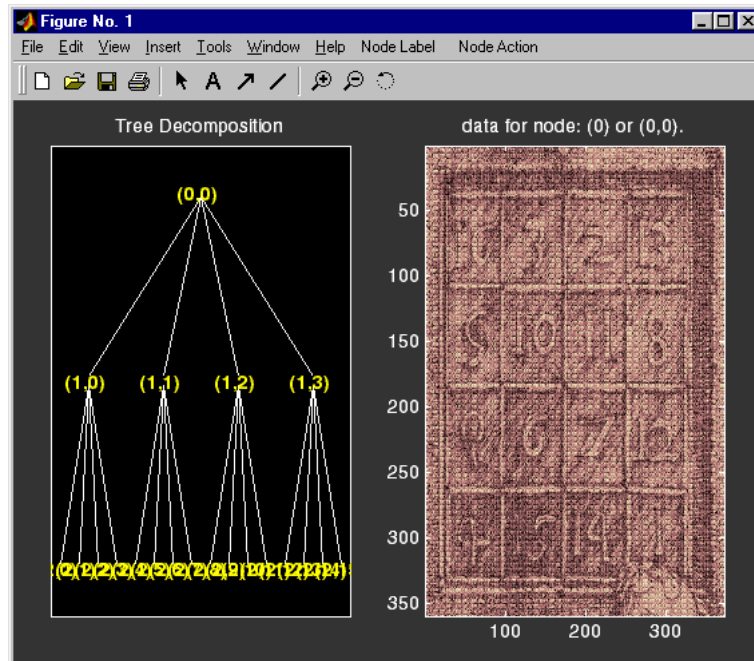 Figure No. 1
File Edit View Insert Tools Window Help Node Label Node Action
A
Tree Decomposition
data for node: (0) or (0,0).
(0,0)
(1,0) (1,1) (1,2) (1,3)
50
100
150
200
250
300
350
100 200 300